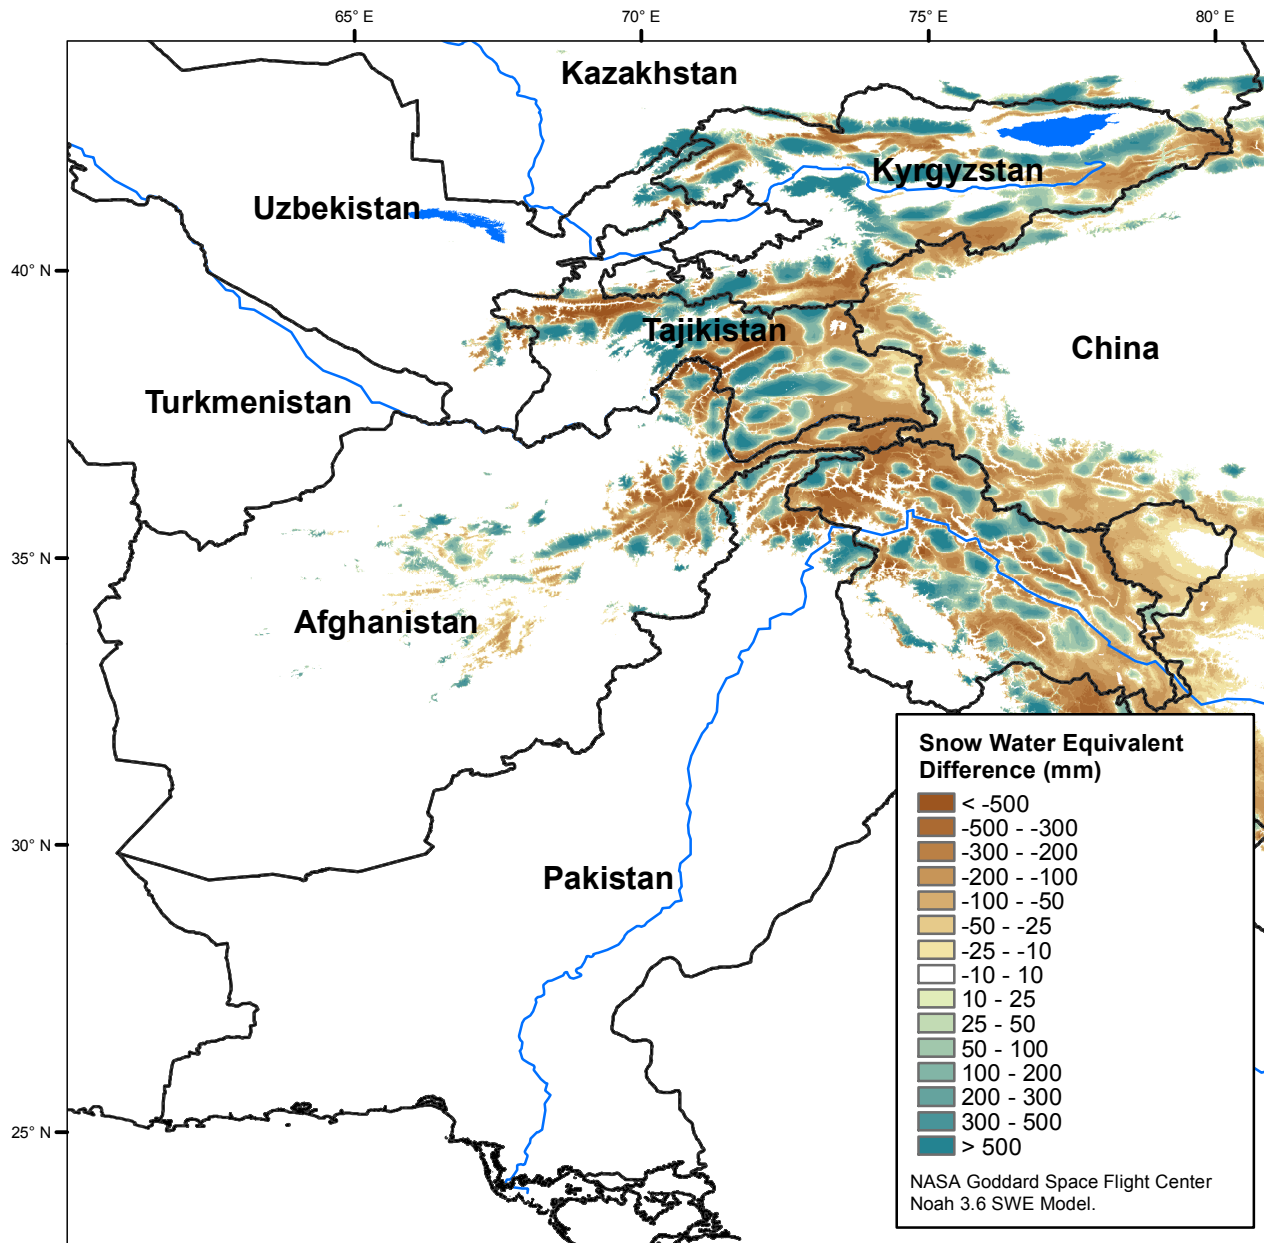 65° E
70° E
75° E
80° E
Kazakhstan
Kyrgyzstan
Uzbekistan
40° N
Tajikistan
China
Turkmenistan
35° N
Afghanistan
Snow Water Equivalent
Difference (mm)
< -500
-500 - -300
-300 - -200
-200 - -100
-100 - -50
-50 - -25
-25 - -10
-10 - 10
10 - 25
25 - 50
50 - 100
100 - 200
200 - 300
300 - 500
> 500
NASA Goddard Space Flight Center
Noah 3.6 SWE Model.
30° N
Pakistan
25° N